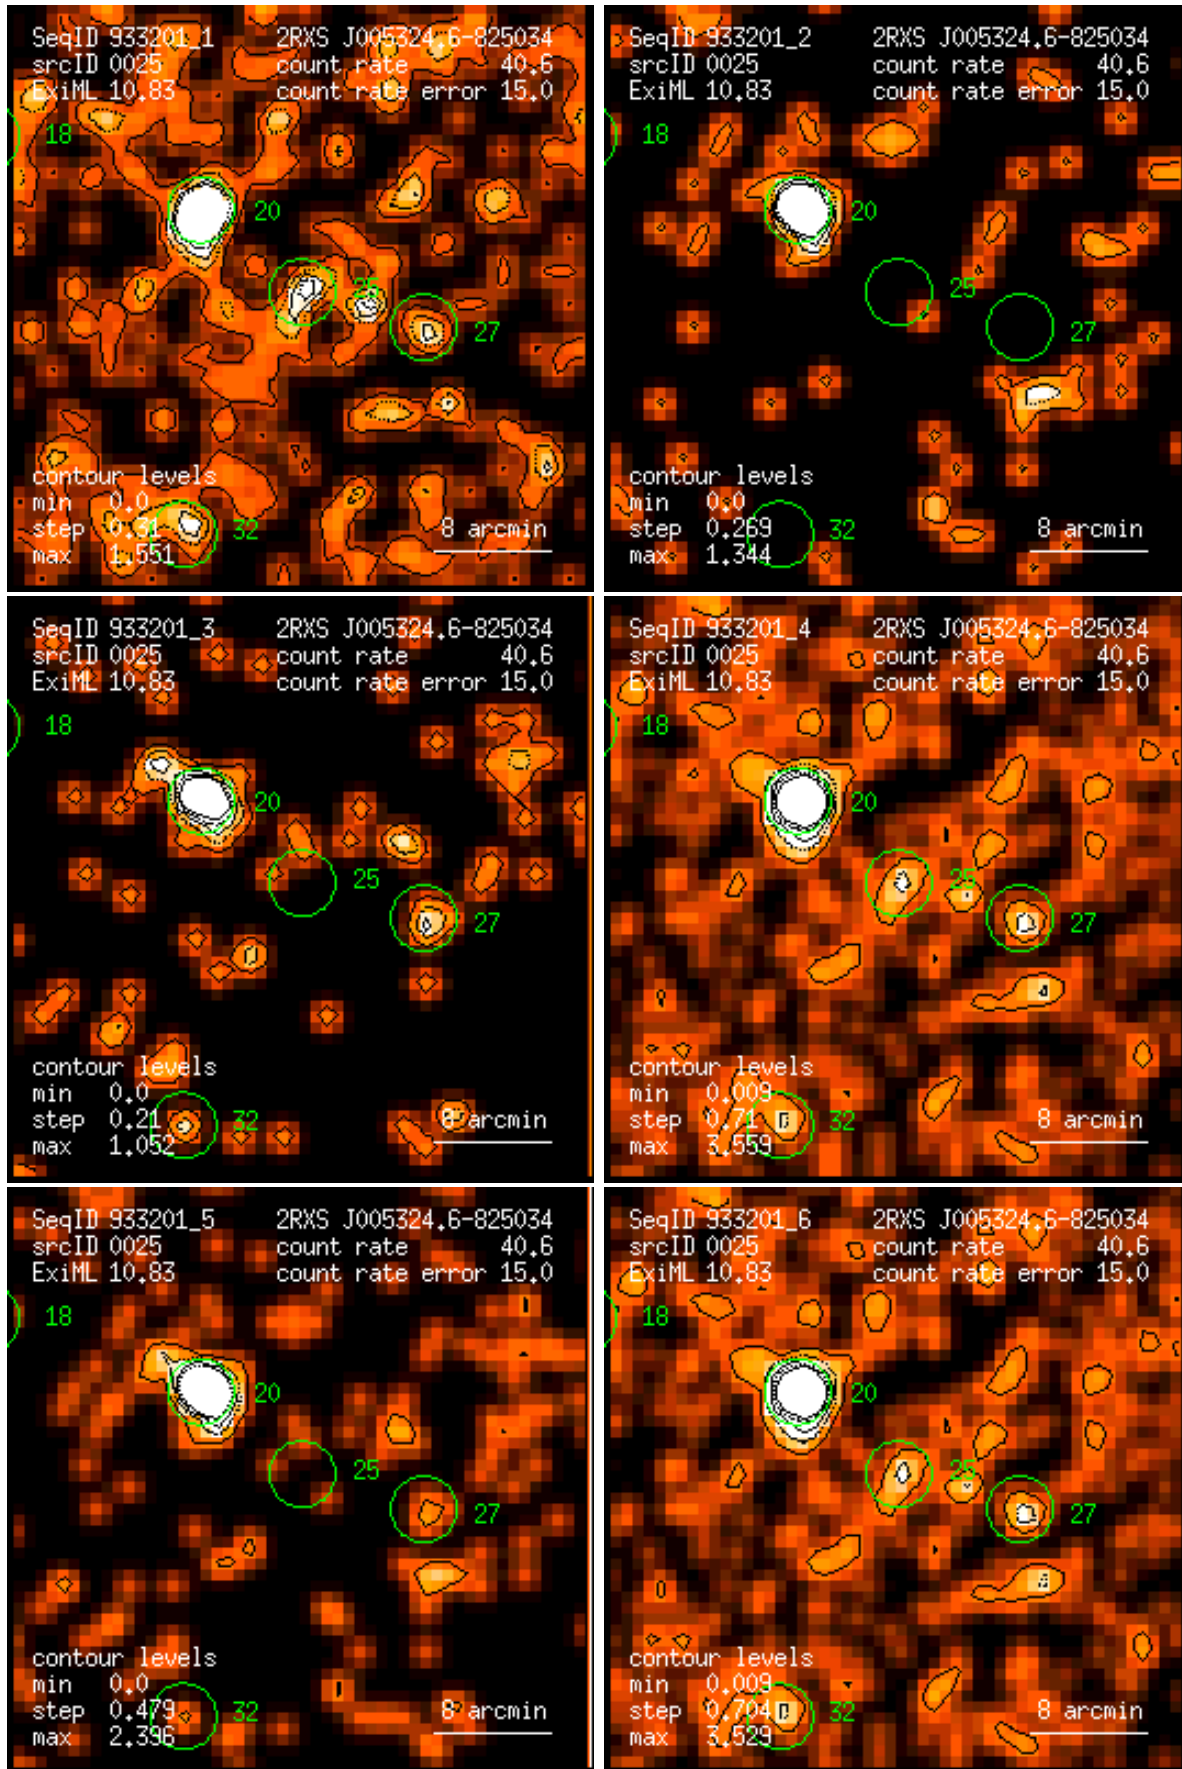 SeqID 933201_1 2RXS J005324.6-825034
srcID 0025 count rate 40.6
ExiML 10.83 count rate error 15.0
18
20
25
27
contour levels
min 0.0
step 0.31 32 8 arcmin
max 1.551
SeqID 933201_2 2RXS J005324.6-825034
srcID 0025 count rate 40.6
ExiML 10.83 count rate error 15.0
18
20
25
27
contour levels
min 0.0
step 0.269 32 8 arcmin
max 1.344
SeqID 933201_3 2RXS J005324.6-825034
srcID 0025 count rate 40.6
ExiML 10.83 count rate error 15.0
18
20
25
27
contour levels
min 0.0
step 0.21 32 8 arcmin
max 1.052
SeqID 933201_4 2RXS J005324.6-825034
srcID 0025 count rate 40.6
ExiML 10.83 count rate error 15.0
18
20
25
27
contour levels
min 0.009
step 0.71 32 8 arcmin
max 3.559
SeqID 933201_5 2RXS J005324.6-825034
srcID 0025 count rate 40.6
ExiML 10.83 count rate error 15.0
18
20
25
27
contour levels
min 0.0
step 0.479 32 8 arcmin
max 2.396
SeqID 933201_6 2RXS J005324.6-825034
srcID 0025 count rate 40.6
ExiML 10.83 count rate error 15.0
18
20
25
27
contour levels
min 0.009
step 0.704 32 8 arcmin
max 3.529